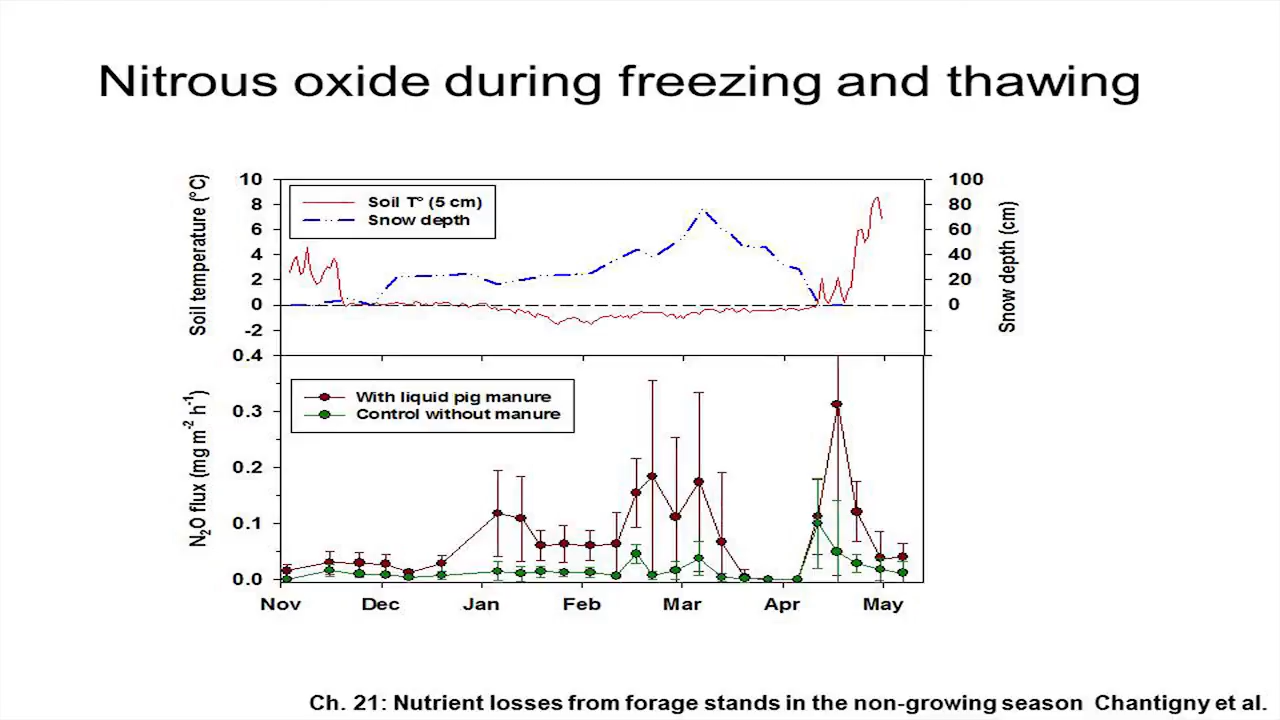 Nitrous oxide during freezing and thawing
Soil temperature (°C)
10
8
6
4
2
0
-2
Soil T° (5 cm)
Snow depth
100
80
60
40
20
0
Snow depth (cm)
N2O flux (mg m-2 h-1)
0.4
0.3
0.2
0.1
0.0
With liquid pig manure
Control without manure
Nov Dec Jan Feb Mar Apr May
Ch. 21: Nutrient losses from forage stands in the non-growing season Chantigny et al.